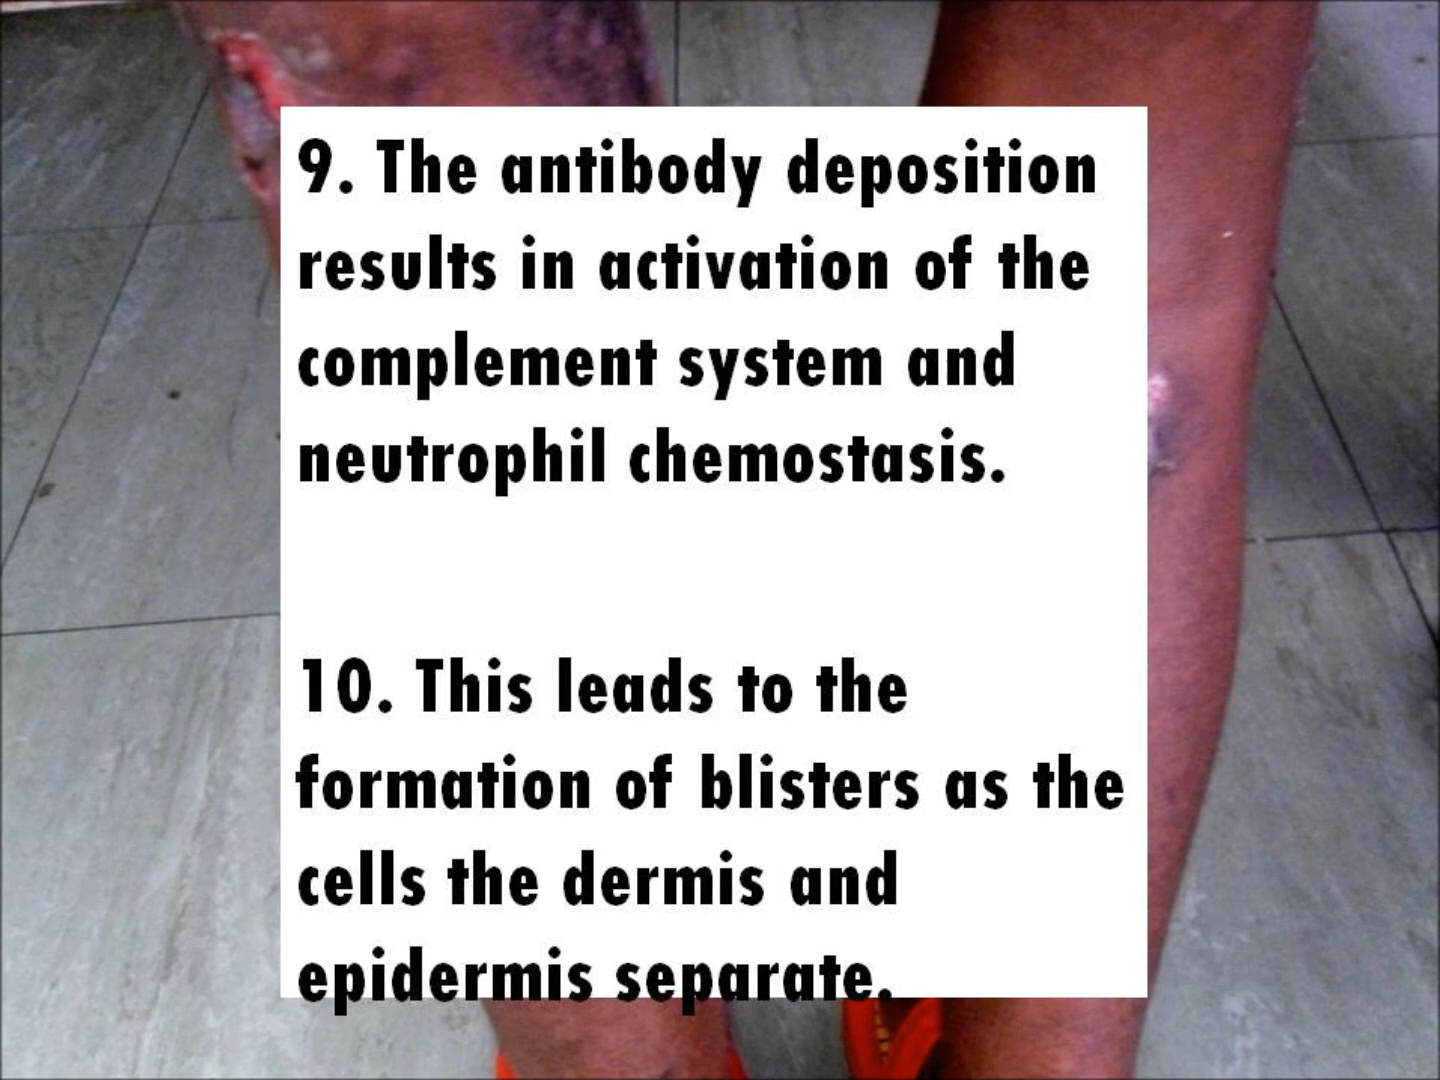 9. The antibody deposition
results in activation of the
complement system and
neutrophil chemostasis.
10. This leads to the
formation of blisters as the
cells the dermis and
epidermis separate.